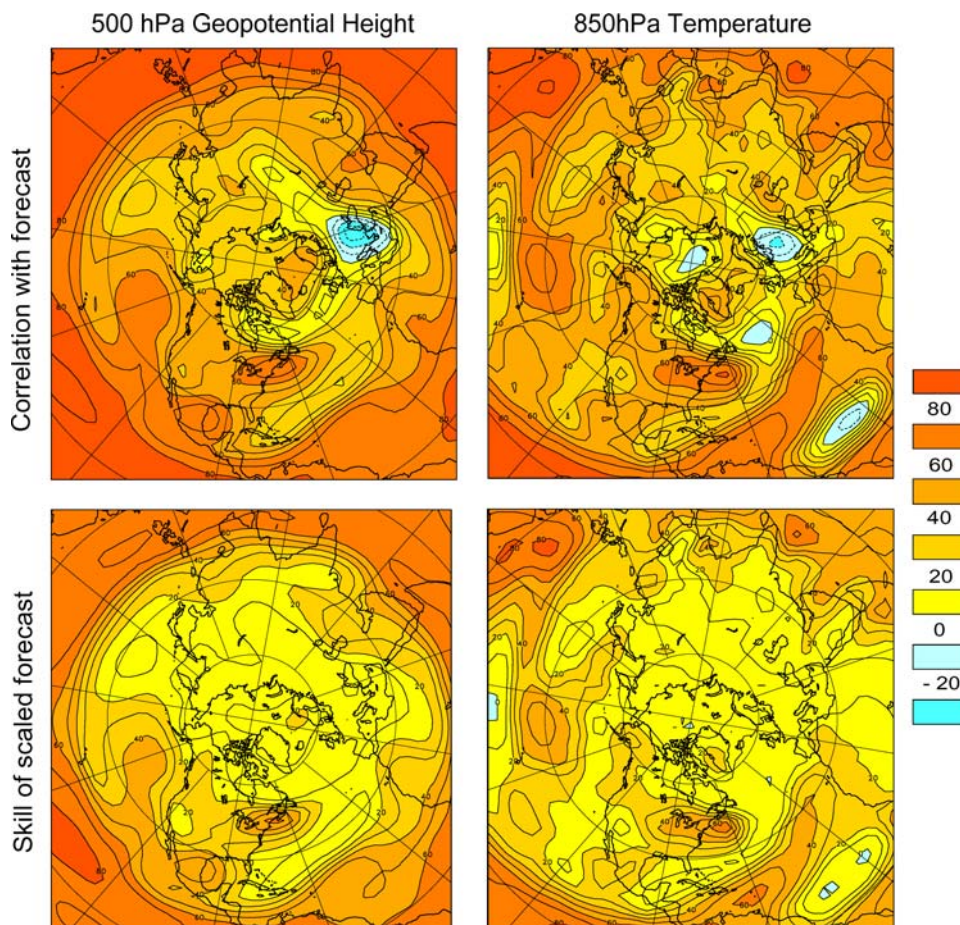 500 hPa Geopotential Height
850hPa Temperature
Correlation with forecast
Skill of scaled forecast
80
60
40
20
0
- 20